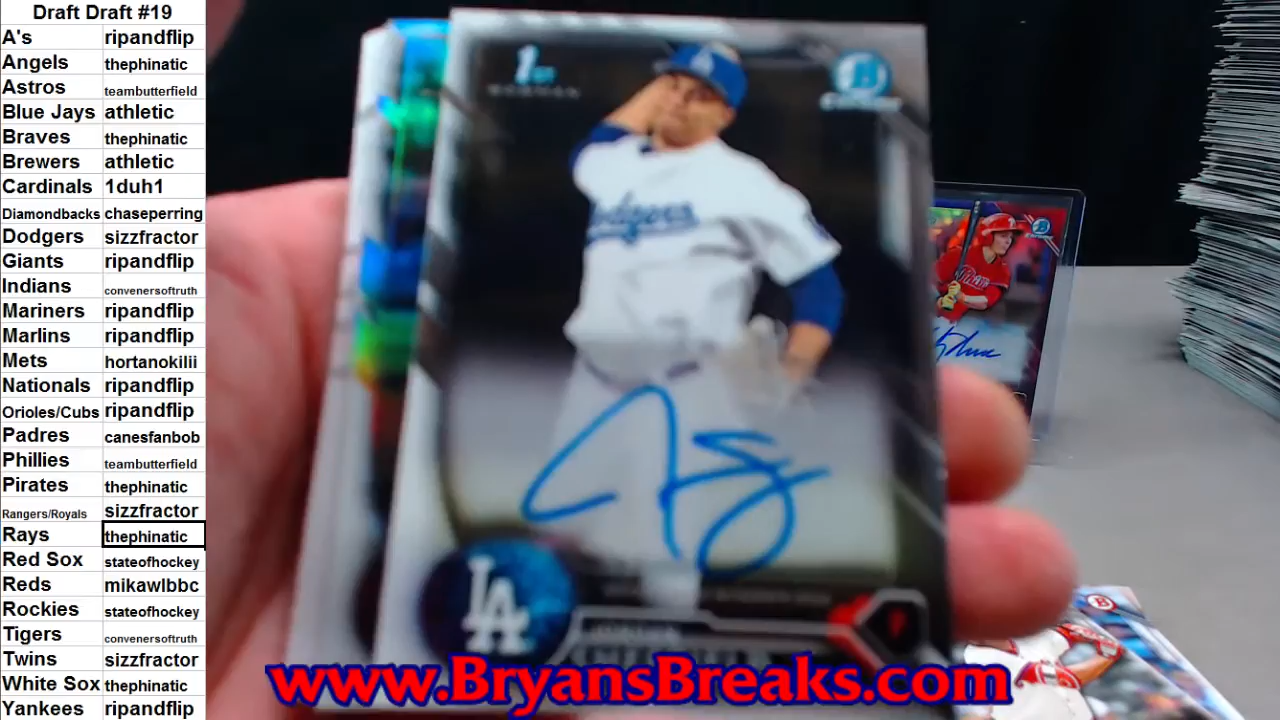 Draft Draft #19
A's ripandflip
Angels thephinatic
Astros teambutterfield
Blue Jays athletic
Braves thephinatic
Brewers athletic
Cardinals 1duh1
Diamondbacks chaseperring
Dodgers sizzfractor
Giants ripandflip
Indians convenersoftruth
Mariners ripandflip
Marlins ripandflip
Mets hortanokilii
Nationals ripandflip
Orioles/Cubs ripandflip
Padres canesfanbob
Phillies teambutterfield
Pirates thephinatic
Rangers/Royals sizzfractor
Rays thephinatic
Red Sox stateofhockey
Reds mikawlbbc
Rockies stateofhockey
Tigers convenersoftruth
Twins sizzfractor
White Sox thephinatic
Yankees ripandflip
1st
BOWMAN
B
Dodgers
LA
P
www.BryansBreaks.com